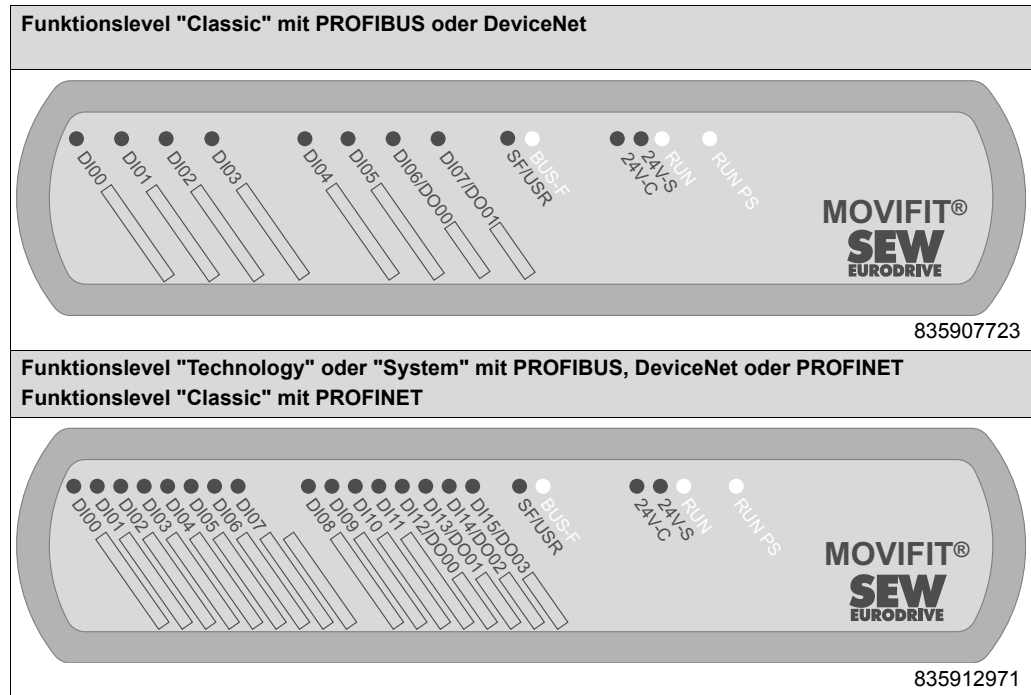 Funktionslevel "Classic" mit PROFIBUS oder DeviceNet
DI00
DI01
DI02
DI03
DI04
DI05
DI06/DO00
DI07/DO01
SF/USR
BUS-F
24V-C
24V-S
RUN
RUN PS
MOVIFIT®
SEW
EURODRIVE
835907723
Funktionslevel "Technology" oder "System" mit PROFIBUS, DeviceNet oder PROFINET
Funktionslevel "Classic" mit PROFINET
DI00
DI01
DI02
DI03
DI04
DI05
DI06
DI07
DI08
DI09
DI10
DI11
DI12/DO00
DI13/DO01
DI14/DO02
DI15/DO03
SF/USR
BUS-F
24V-C
24V-S
RUN
RUN PS
MOVIFIT®
SEW
EURODRIVE
835912971